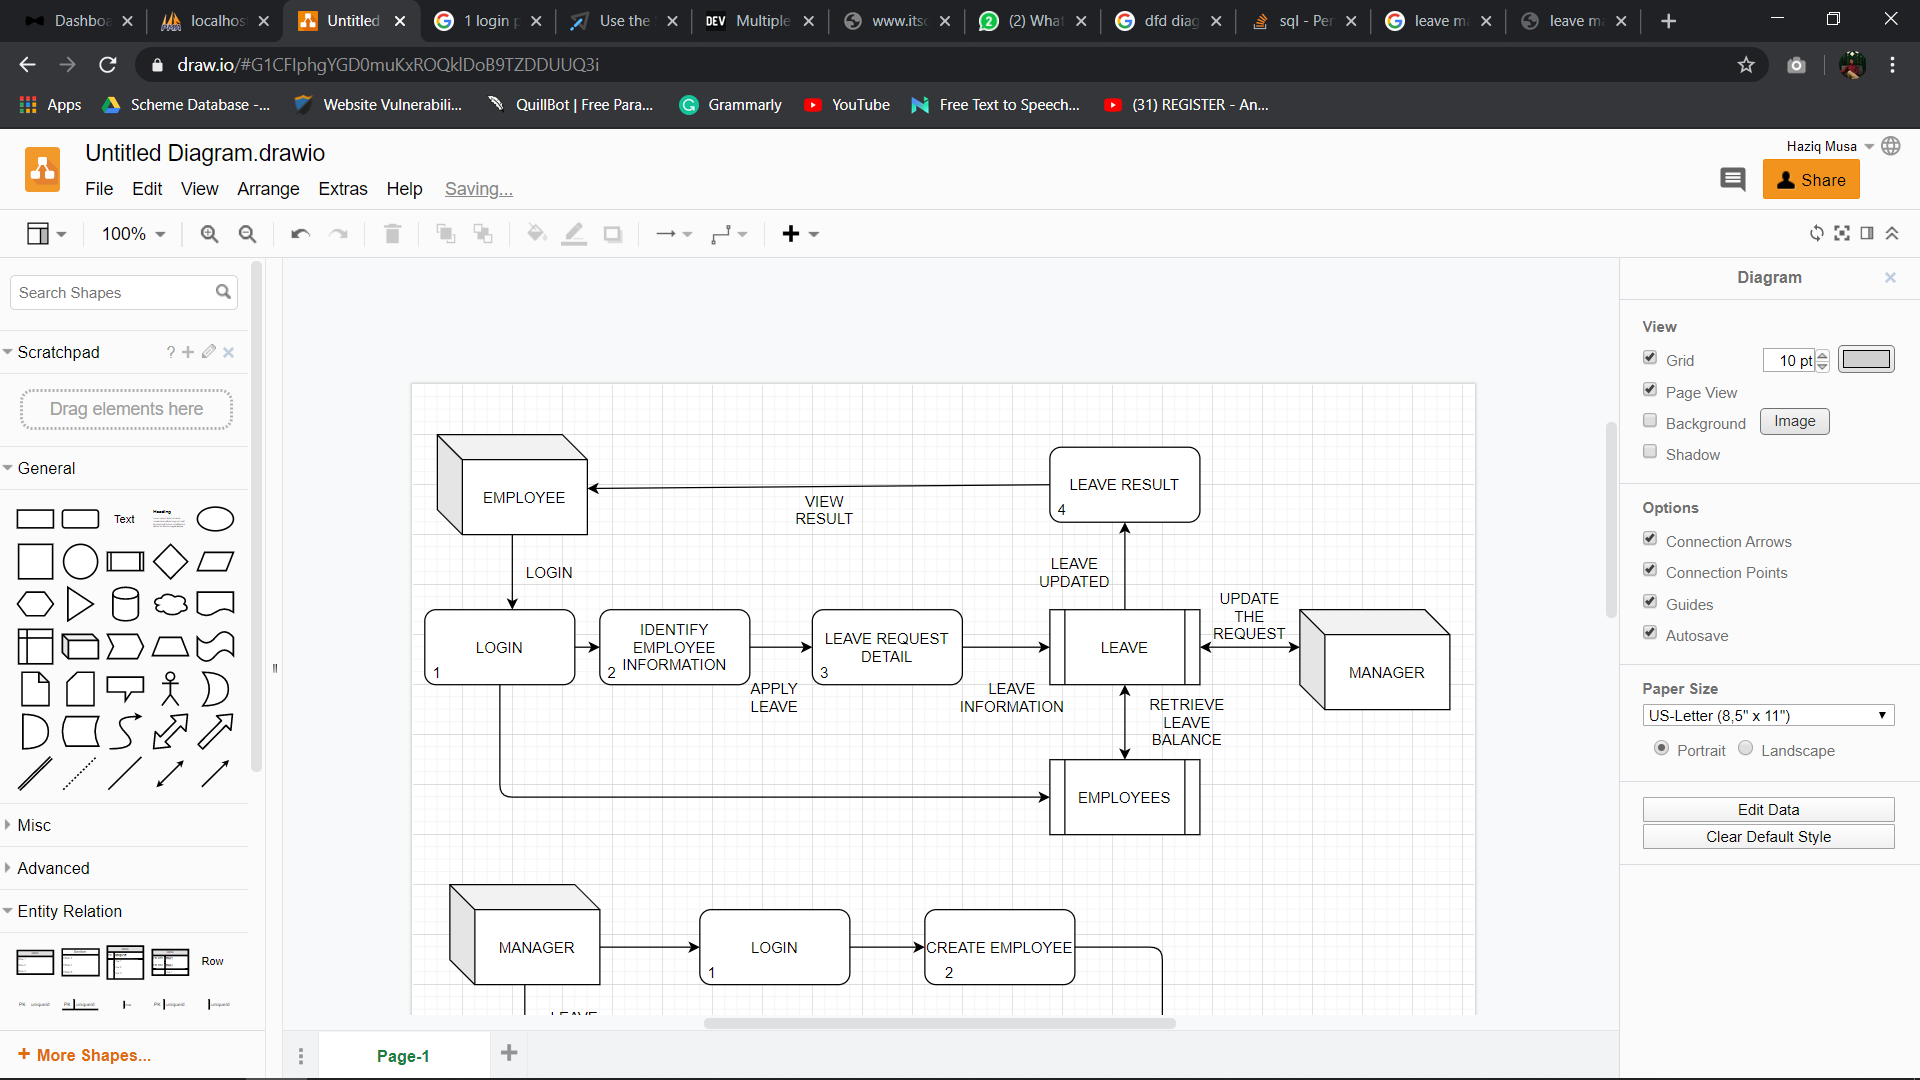 Dashboa
localhos
Untitled
1 login p
Use the
DEV Multiple
www.itso
(2) What
dfd diag
sql - Per
leave ma
leave ma
draw.io/#G1CFIphgYGD0muKxROQklDoB9TZDDUUQ3i
Apps
Scheme Database -...
Website Vulnerabili...
QuillBot | Free Para...
Grammarly
YouTube
Free Text to Speech...
(31) REGISTER - An...
Untitled Diagram.drawio
File Edit View Arrange Extras Help Saving...
Haziq Musa
Share
100%
Search Shapes
Scratchpad
?
Drag elements here
General
Text
Heading
Misc
Advanced
Entity Relation
Row
More Shapes...
EMPLOYEE
VIEW
RESULT
LEAVE RESULT
4
LOGIN
LEAVE
UPDATED
LOGIN
1
IDENTIFY
EMPLOYEE
INFORMATION
2
APPLY
LEAVE
LEAVE REQUEST
DETAIL
3
LEAVE
INFORMATION
LEAVE
UPDATE
THE
REQUEST
MANAGER
RETRIEVE
LEAVE
BALANCE
EMPLOYEES
MANAGER
LOGIN
1
CREATE EMPLOYEE
2
LEAVE
Page-1
Diagram
View
Grid
10 pt
Page View
Background
Image
Shadow
Options
Connection Arrows
Connection Points
Guides
Autosave
Paper Size
US-Letter (8,5" x 11")
Portrait
Landscape
Edit Data
Clear Default Style